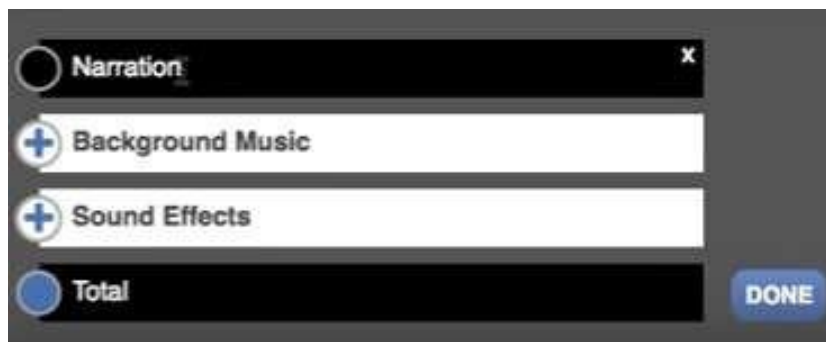 Narration x
Background Music
Sound Effects
Total
DONE